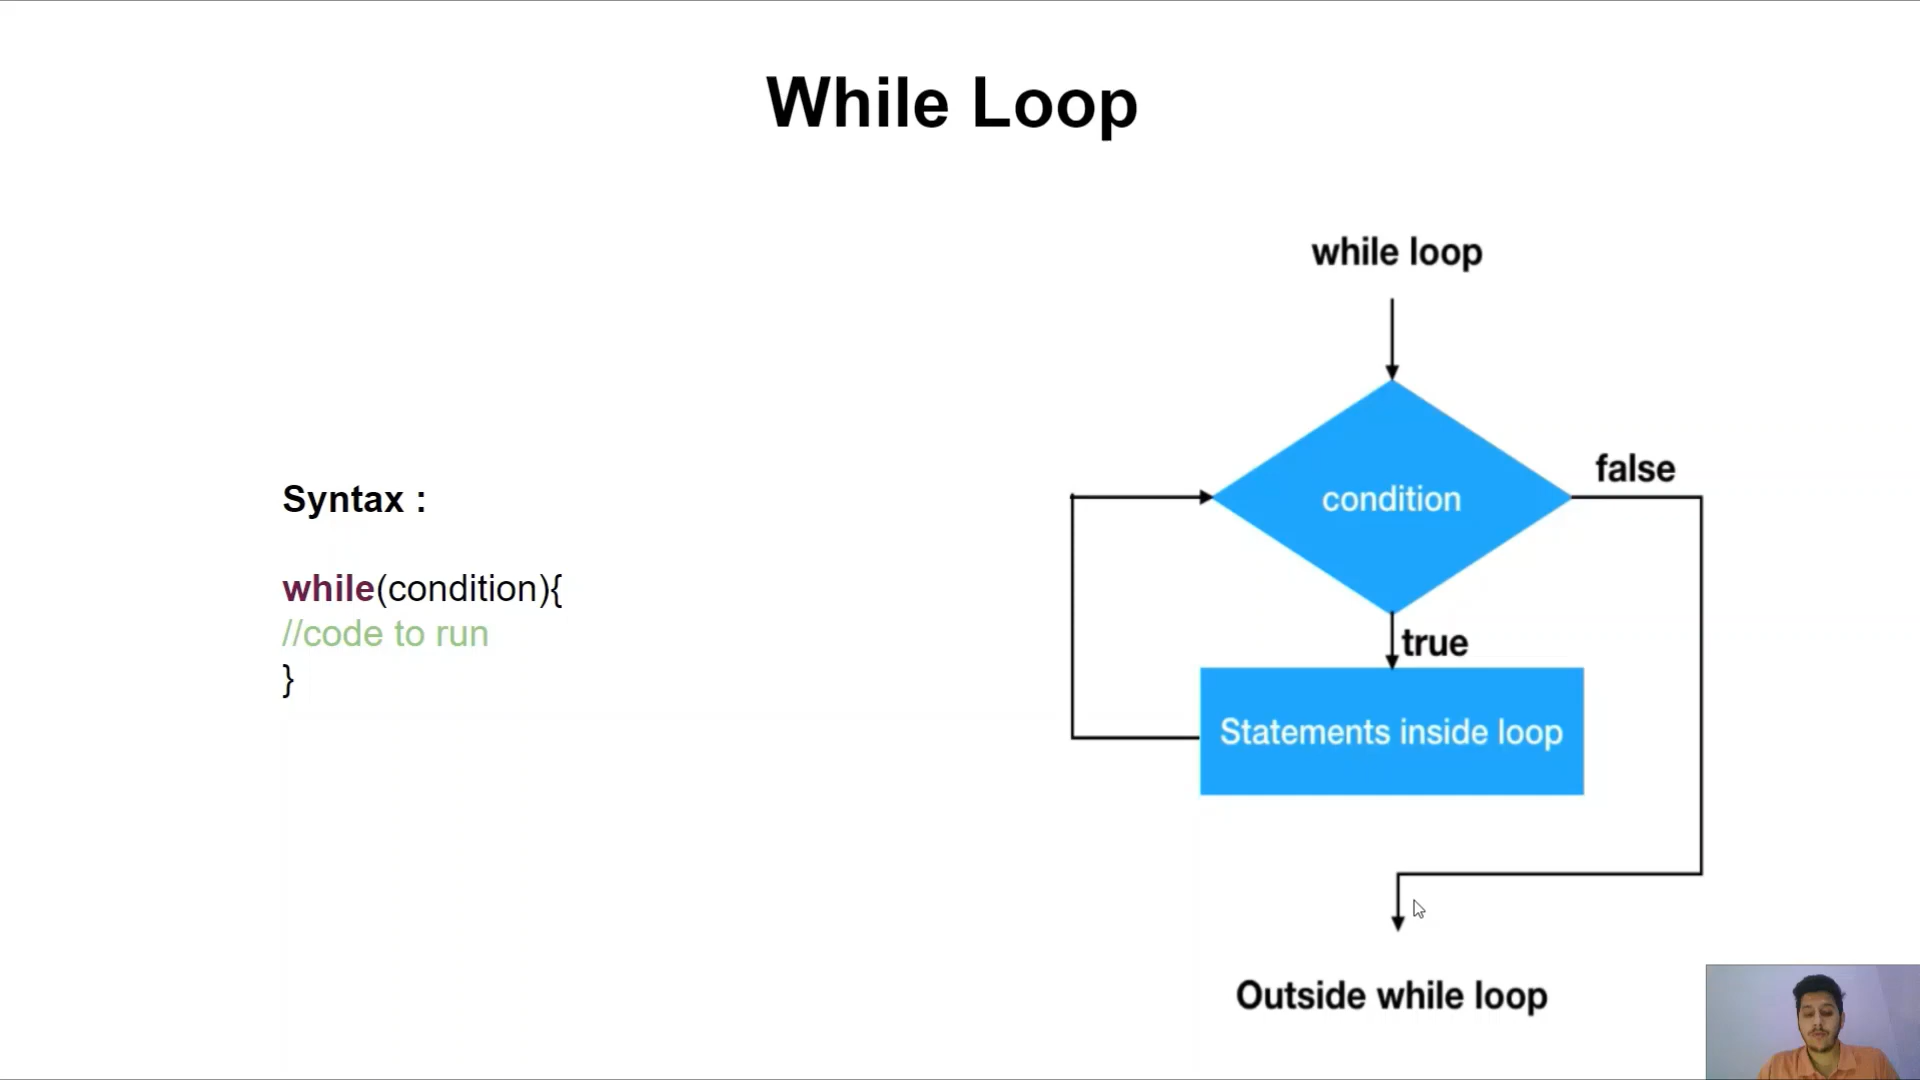 While Loop
Syntax :
while(condition){
//code to run
}
while loop
condition
false
true
Statements inside loop
Outside while loop